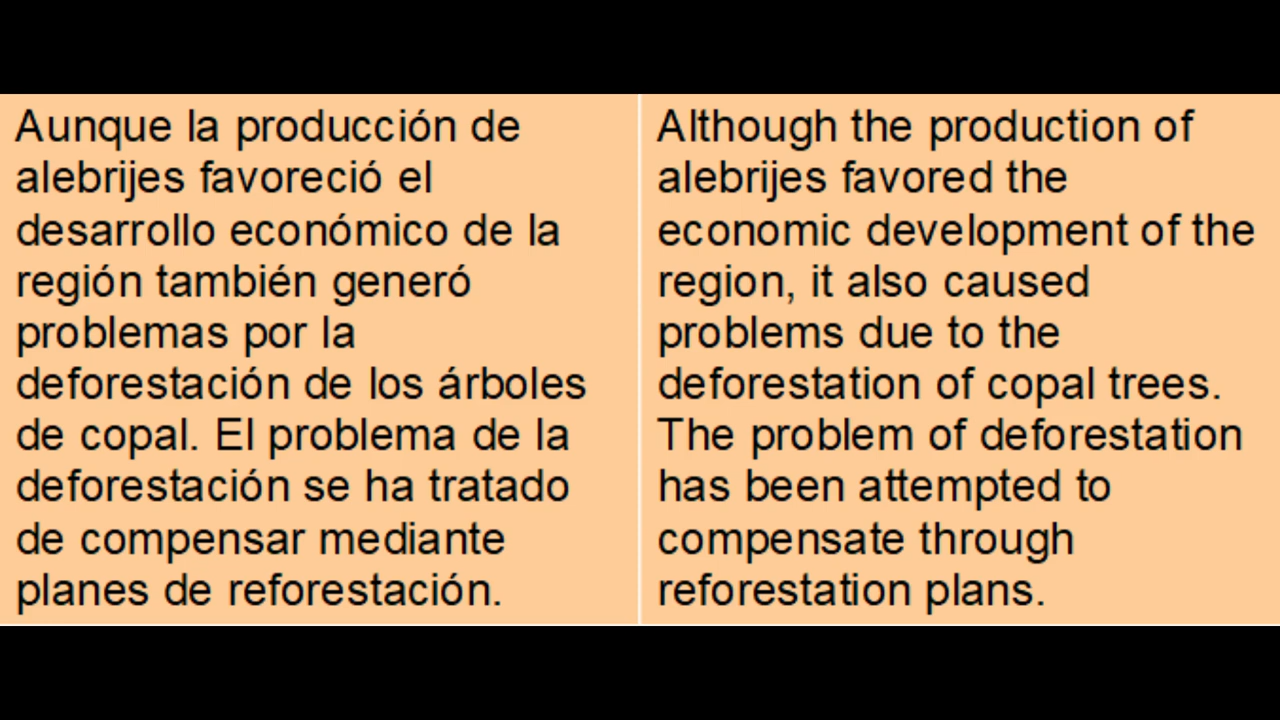 Aunque la producción de
alebrijes favoreció el
desarrollo económico de la
región también generó
problemas por la
deforestación de los árboles
de copal. El problema de la
deforestación se ha tratado
de compensar mediante
planes de reforestación.
Although the production of
alebrijes favored the
economic development of the
region, it also caused
problems due to the
deforestation of copal trees.
The problem of deforestation
has been attempted to
compensate through
reforestation plans.